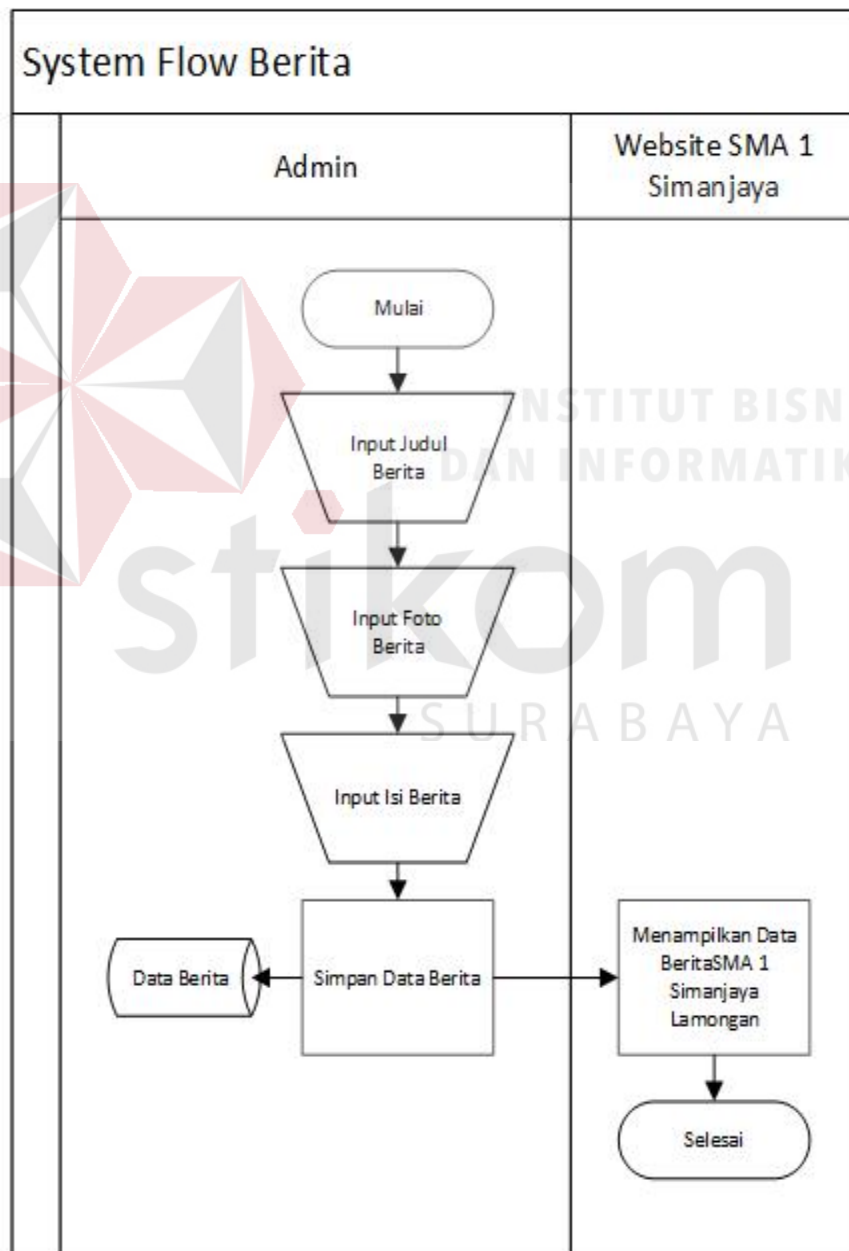 System Flow Berita
Admin
Website SMA 1
Simanjaya
Mulai
Input Judul
Berita
INSTITUT BISN
DAN INFORMATIK
stikom
SURABAYA
Input Foto
Berita
Input Isi Berita
Data Berita
Simpan Data Berita
Menampilkan Data
BeritaSMA 1
Simanjaya
Lamongan
Selesai